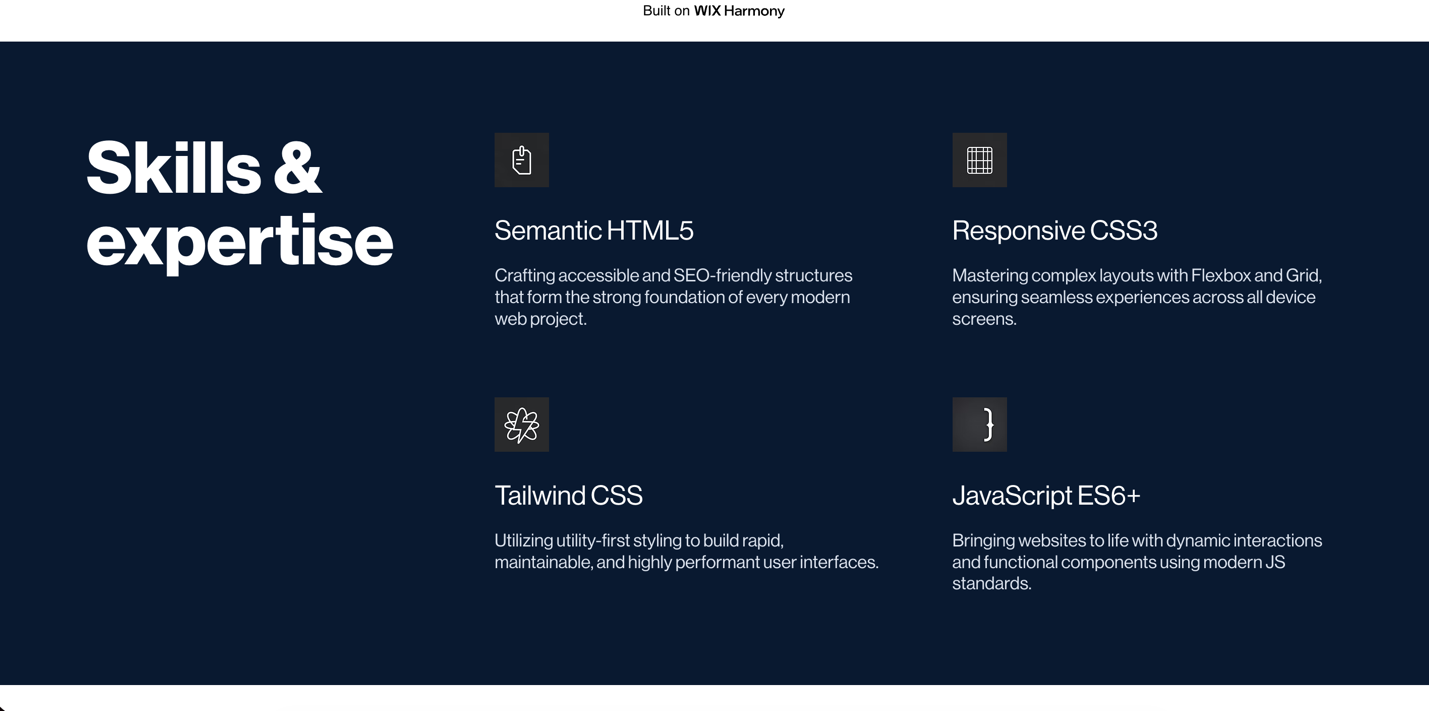 Built on WIX Harmony
Skills &
expertise
Semantic HTML5
Crafting accessible and SEO-friendly structures
that form the strong foundation of every modern
web project.
Responsive CSS3
Mastering complex layouts with Flexbox and Grid,
ensuring seamless experiences across all device
screens.
Tailwind CSS
Utilizing utility-first styling to build rapid,
maintainable, and highly performant user interfaces.
}
JavaScript ES6+
Bringing websites to life with dynamic interactions
and functional components using modern JS
standards.